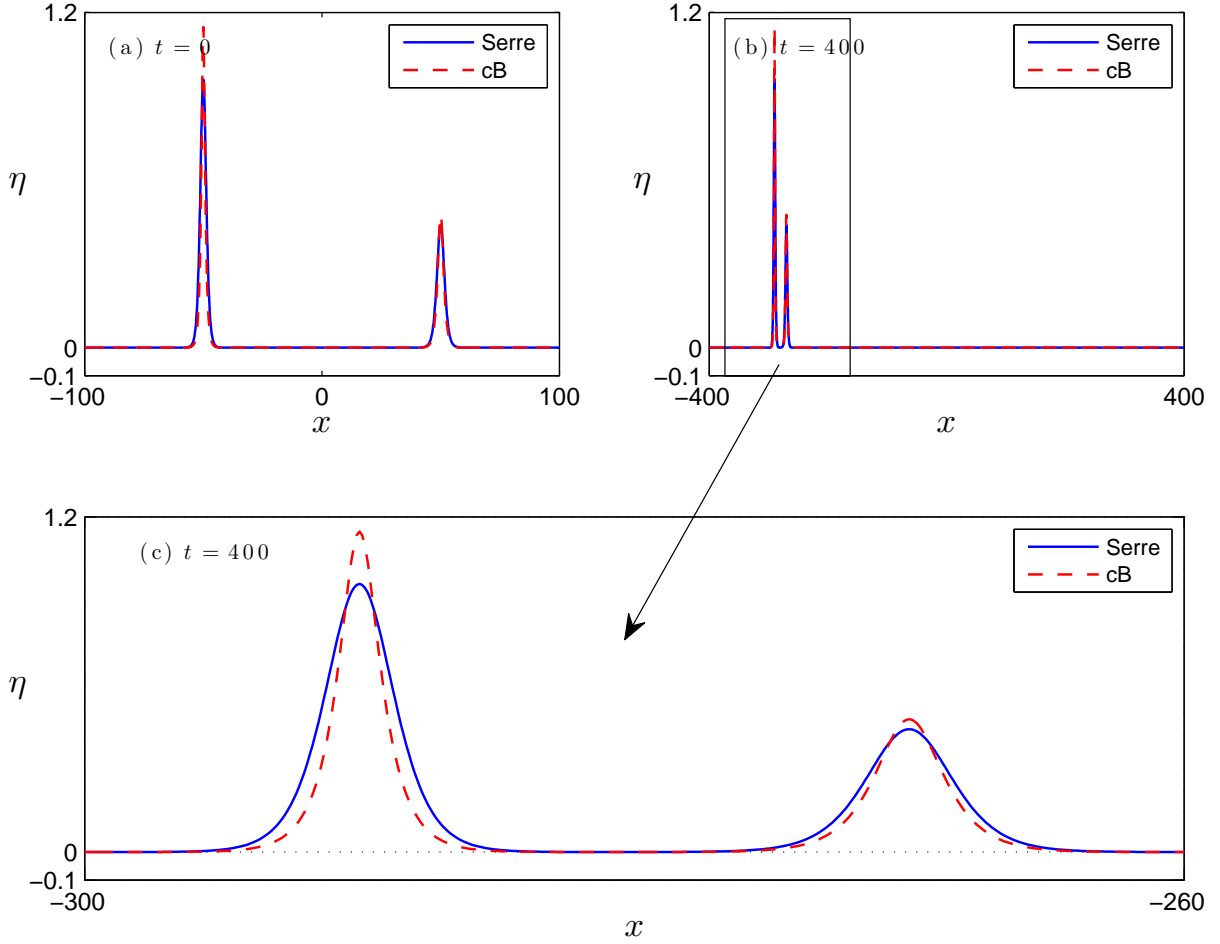 1.2
(a) t = 0
Serre
cB
η
0
−0.1
−100
0
100
x
1.2
(b) t = 400
Serre
cB
η
0
−0.1
−400
400
x
1.2
(c) t = 400
Serre
cB
η
0
−0.1
−300
−260
x